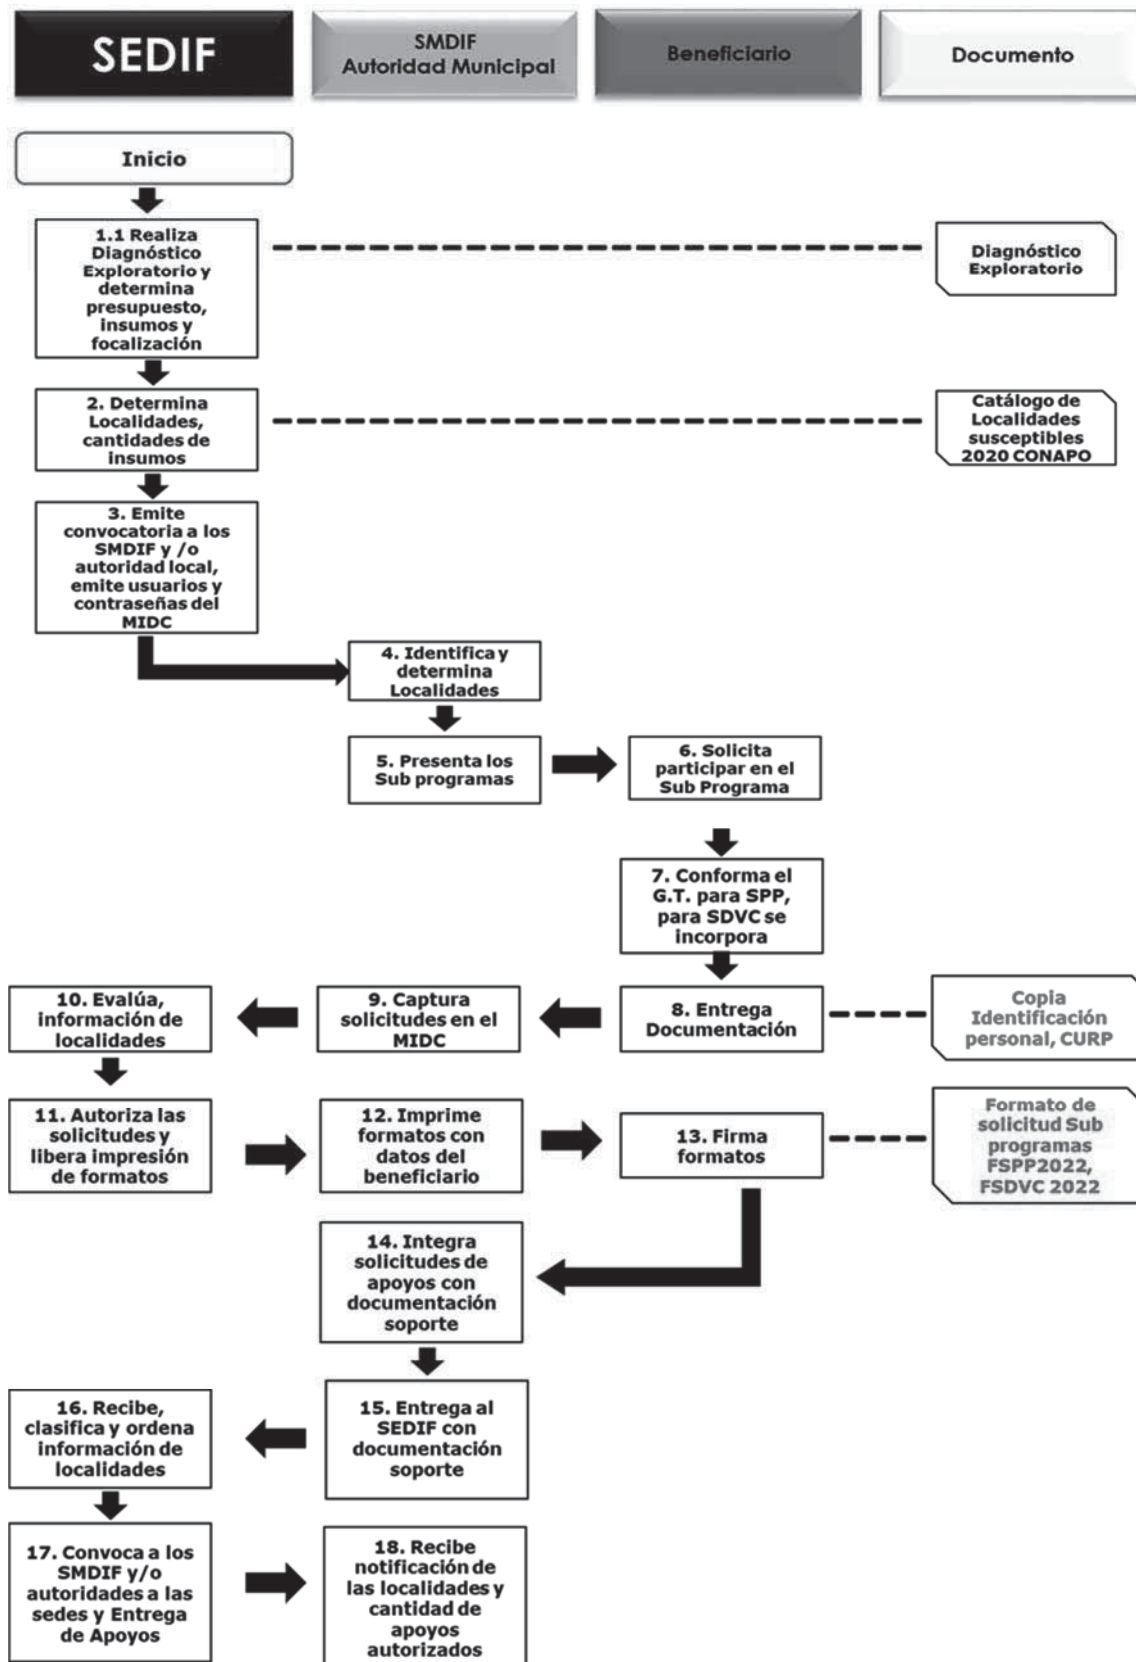 SEDIF
SMDIF
Autoridad Municipal
Beneficiario
Documento
Inicio
1.1 Realiza
Diagnóstico
Exploratorio y
determina
presupuesto,
insumos y
focalización
Diagnóstico
Exploratorio
2. Determina
Localidades,
cantidades de
insumos
Catálogo de
Localidades
susceptibles
2020 CONAPO
3. Emite
convocatoria a los
SMDIF y /o
autoridad local,
emite usuarios y
contraseñas del
MIDC
4. Identifica y
determina
Localidades
5. Presenta los
Sub programas
6. Solicita
participar en el
Sub Programa
7. Conforma el
G.T. para SPP,
para SDVC se
incorpora
10. Evalúa,
información de
localidades
9. Captura
solicitudes en el
MIDC
8. Entrega
Documentación
Copia
Identificación
personal, CURP
11. Autoriza las
solicitudes y
libera impresión
de formatos
12. Imprime
formatos con
datos del
beneficiario
13. Firma
formatos
Formato de
solicitud Sub
programas
FSPP2022,
FSDVC 2022
14. Integra
solicitudes de
apoyos con
documentación
soporte
16. Recibe,
clasifica y ordena
información de
localidades
15. Entrega al
SEDIF con
documentación
soporte
17. Convoca a los
SMDIF y/o
autoridades a las
sedes y Entrega
de Apoyos
18. Recibe
notificación de
las localidades y
cantidad de
apoyos
autorizados